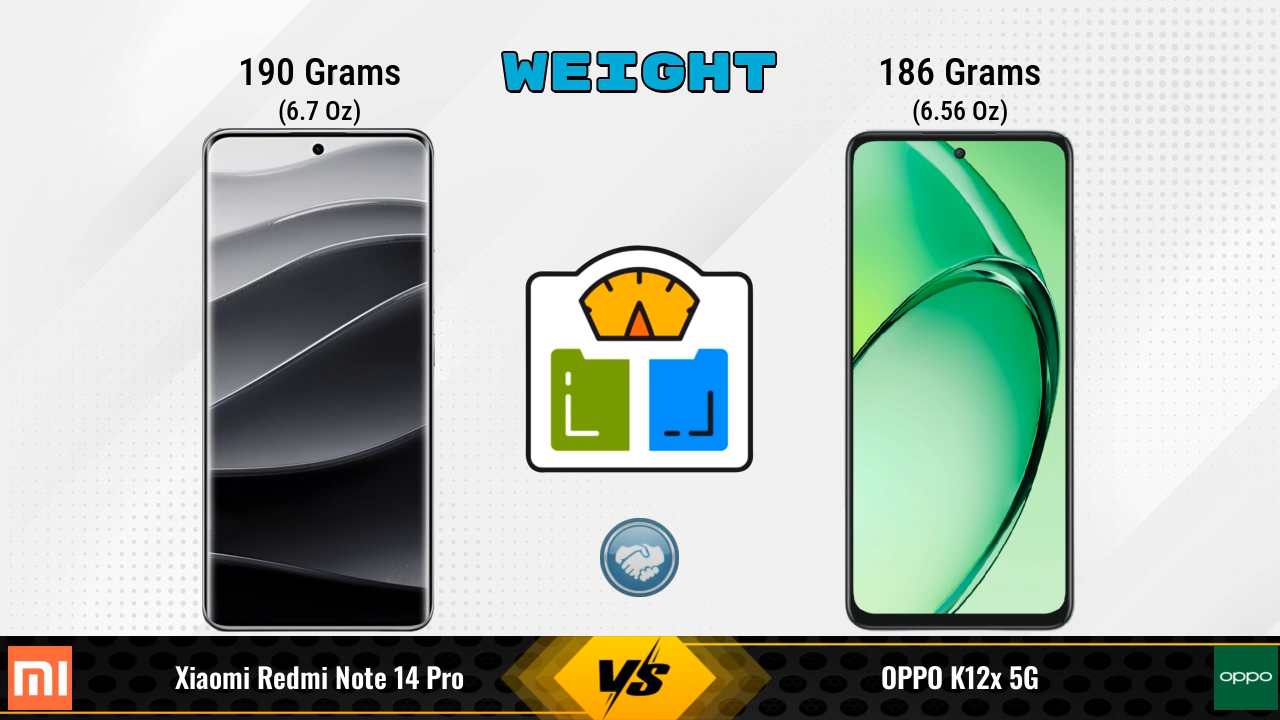 WEIGHT
190 Grams
(6.7 Oz)
186 Grams
(6.56 Oz)
mi
Xiaomi Redmi Note 14 Pro
VS
OPPO K12x 5G
oppo